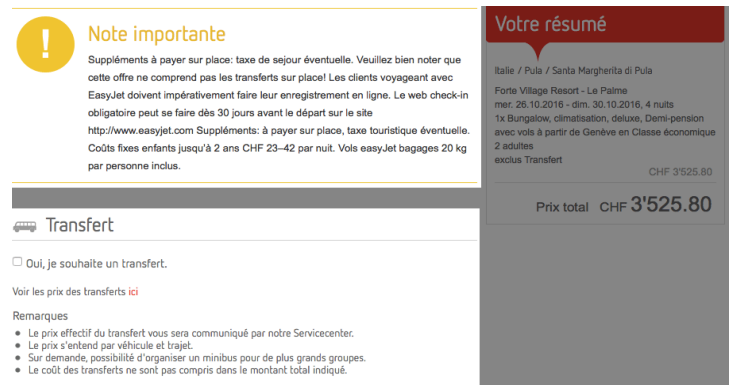 Note importante
Suppléments à payer sur place: taxe de sejour éventuelle. Veuillez bien noter que
cette offre ne comprend pas les transferts sur place! Les clients voyageant avec
EasyJet doivent impérativement faire leur enregistrement en ligne. Le web check-in
obligatoire peut se faire dès 30 jours avant le départ sur le site
http://www.easyjet.com Suppléments: à payer sur place, taxe touristique éventuelle.
Coûts fixes enfants jusqu'à 2 ans CHF 23–42 par nuit. Vols easyJet bagages 20 kg
par personne inclus.
Transfert
Oui, je souhaite un transfert.
Voir les prix des transferts ici
Remarques
Le prix effectif du transfert vous sera communiqué par notre Servicecenter.
Le prix s'entend par véhicule et trajet.
Sur demande, possibilité d'organiser un minibus pour de plus grands groupes.
Le coût des transferts ne sont pas compris dans le montant total indiqué.
Votre résumé
Italie / Pula / Santa Margherita di Pula
Forte Village Resort - Le Palme
mer. 26.10.2016 - dim. 30.10.2016, 4 nuits
1x Bungalow, climatisation, deluxe, Demi-pension
avec vols à partir de Genève en Classe économique
2 adultes
exclus Transfert
CHF 3'525.80
Prix total CHF 3'525.80